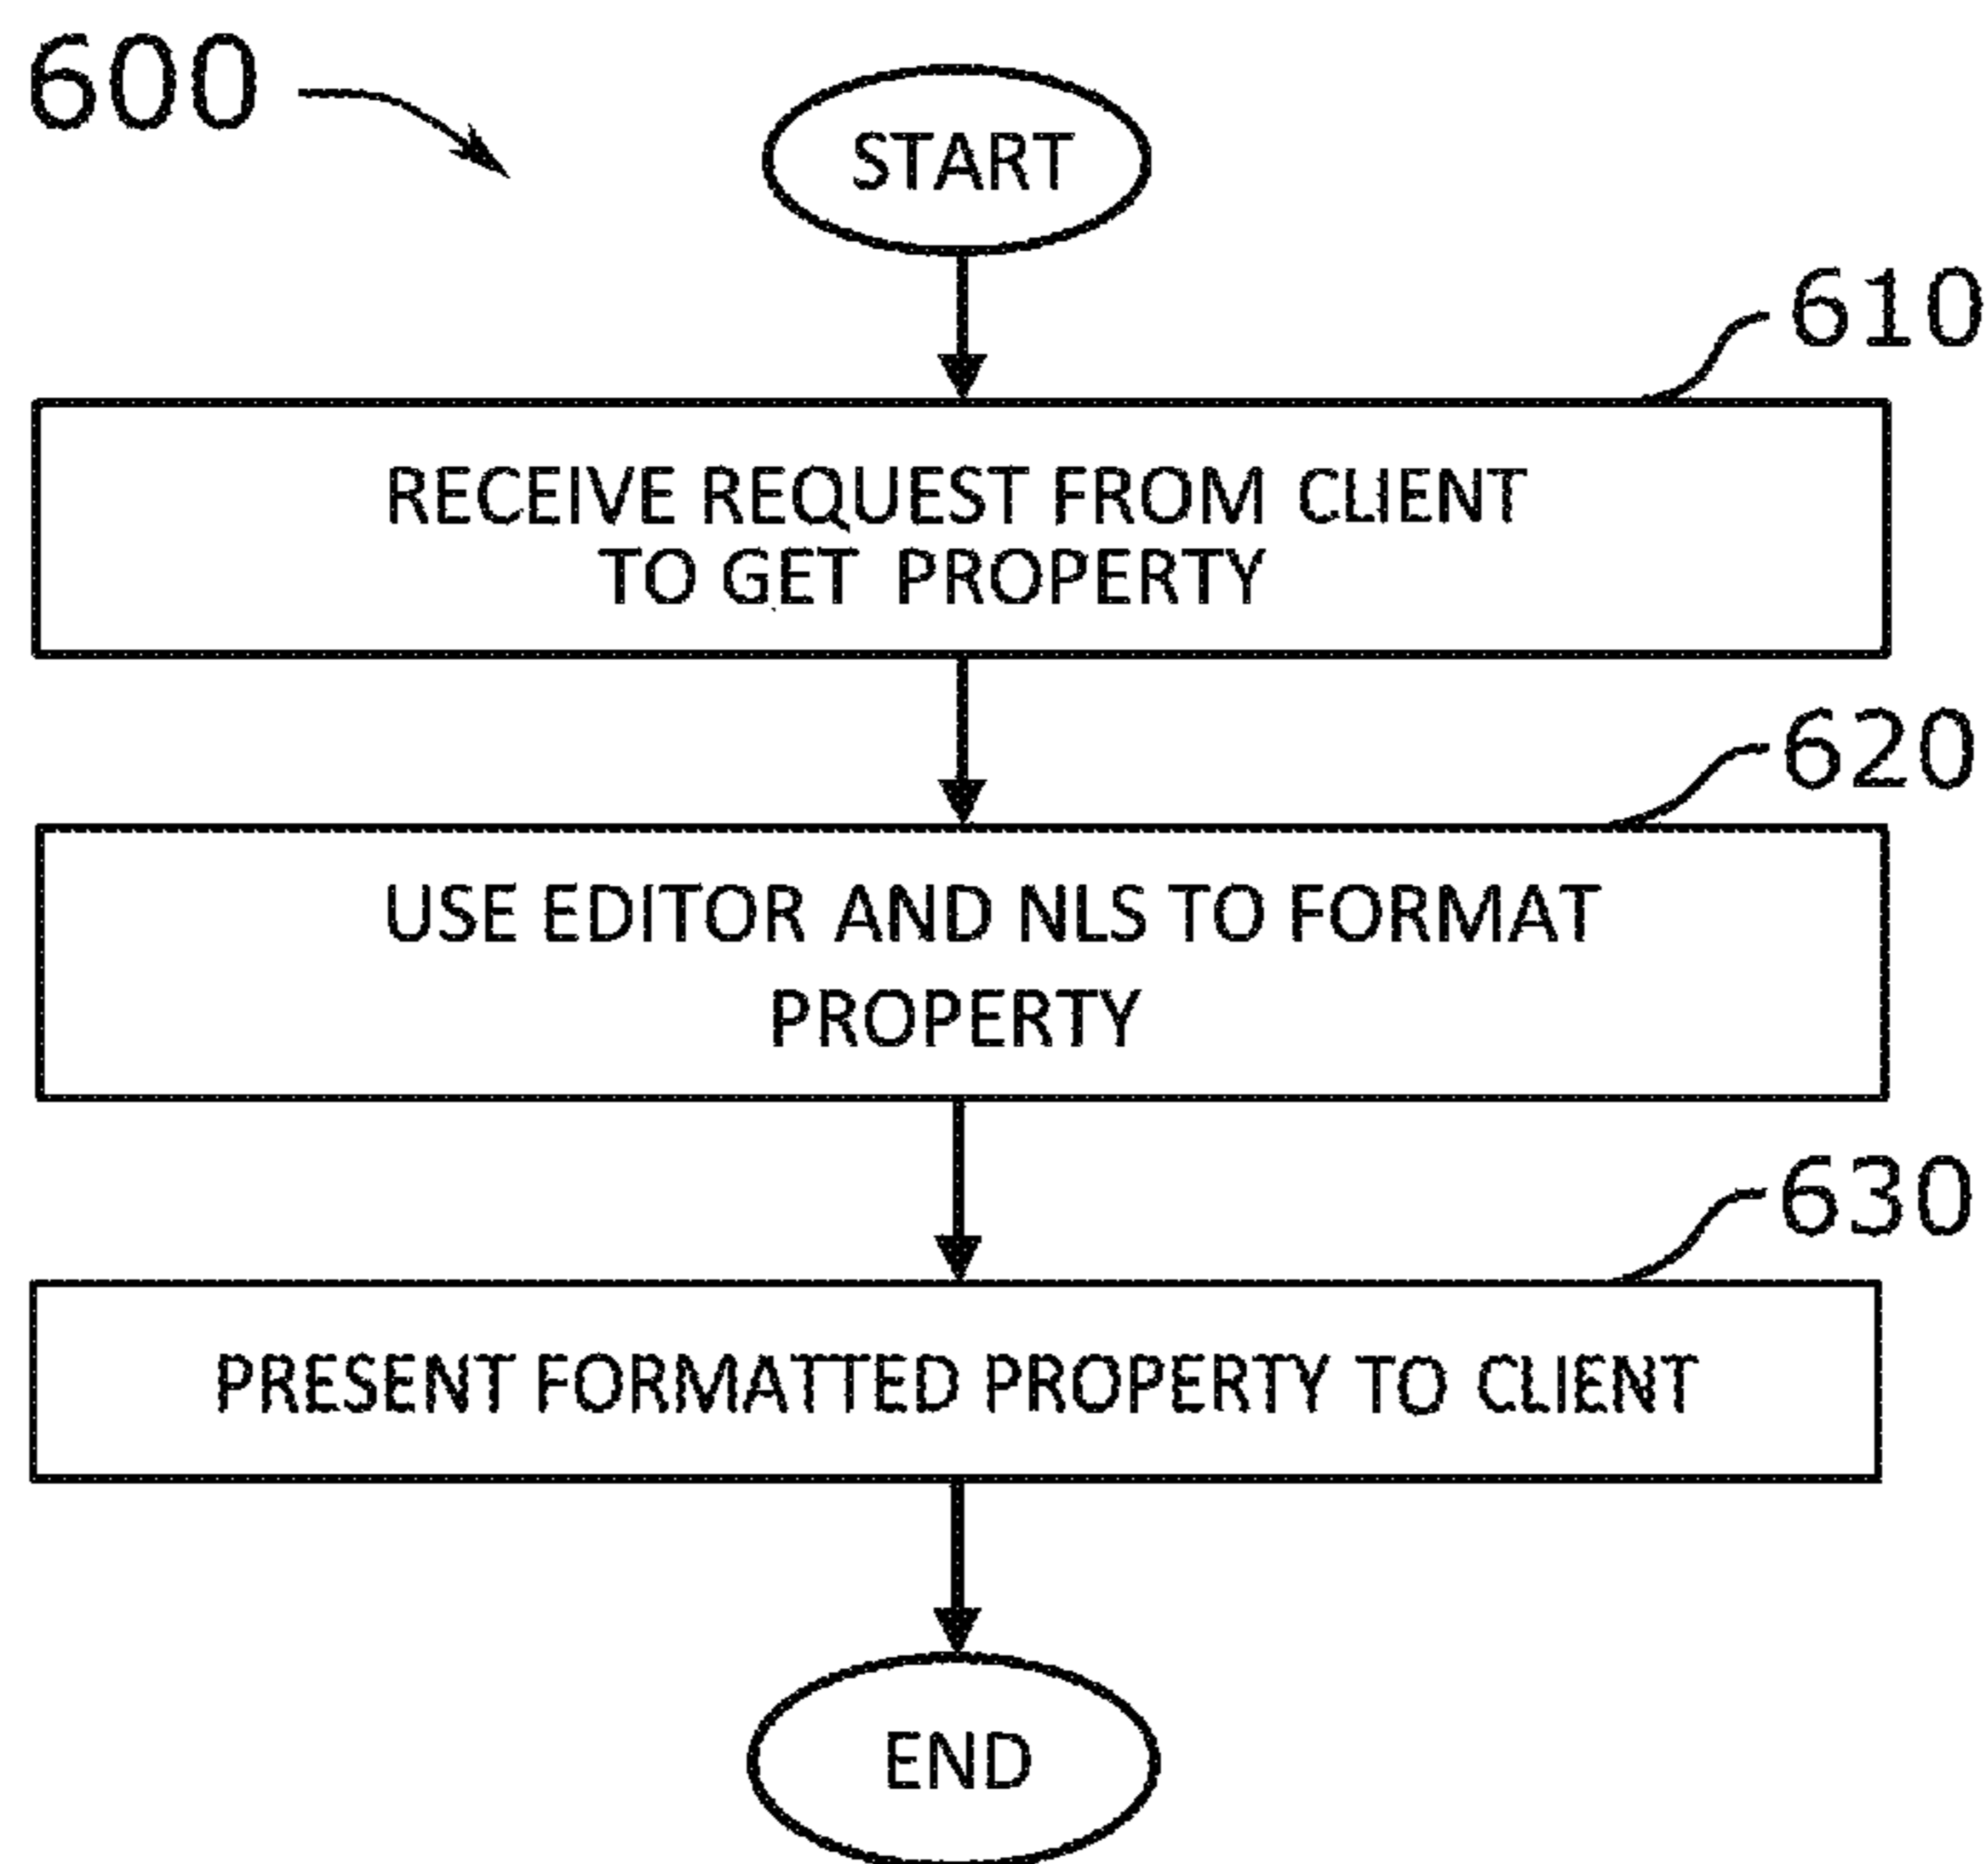 600
START
610
RECEIVE REQUEST FROM CLIENT
TO GET PROPERTY
620
USE EDITOR AND NLS TO FORMAT
PROPERTY
630
PRESENT FORMATTED PROPERTY TO CLIENT
END